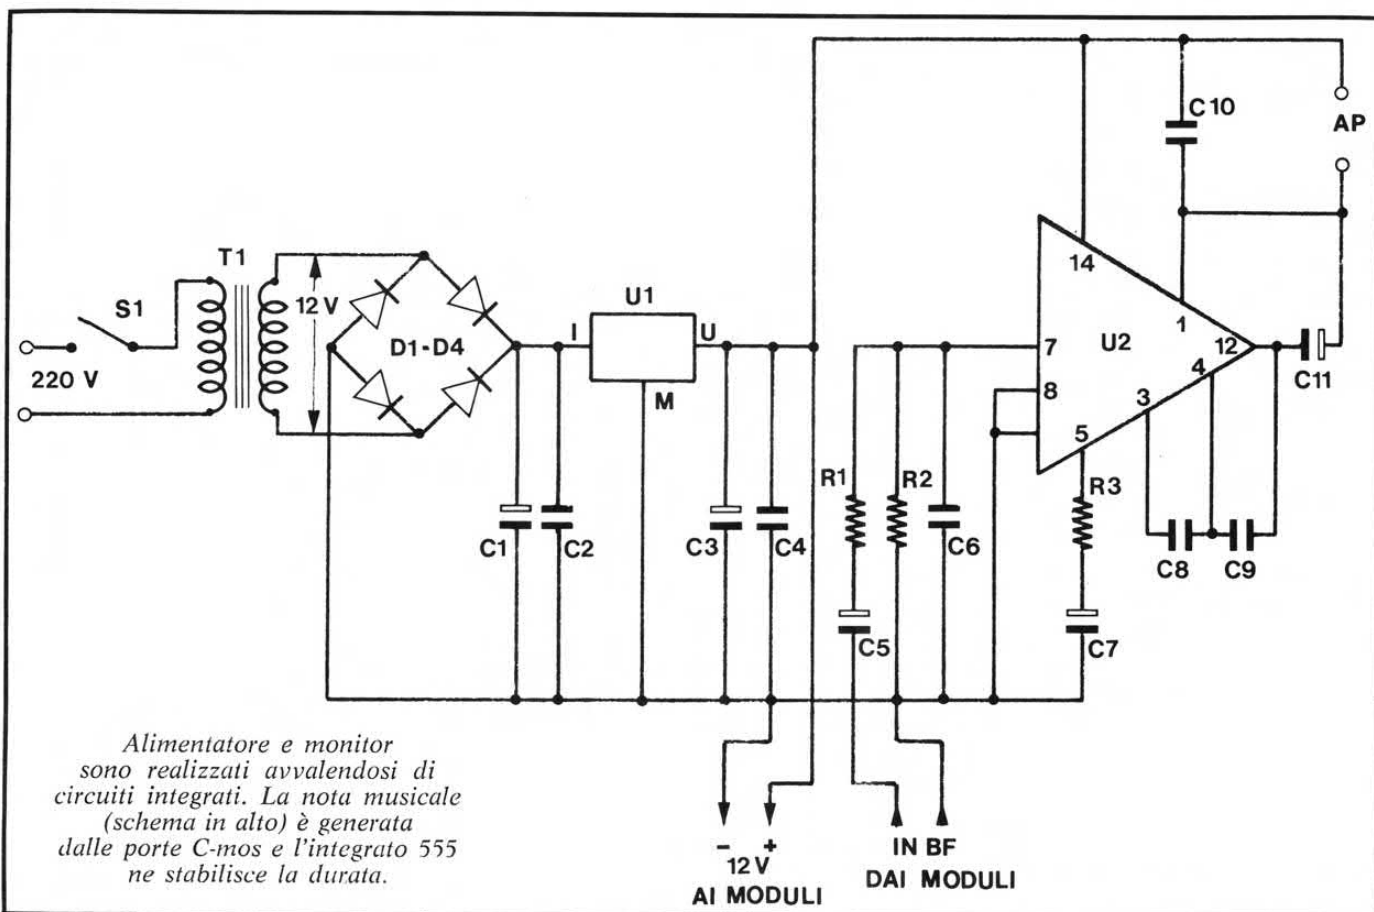 C10
AP
T1
14
S1
12 V
U1
1
I
U
D1-D4
7
U2
12
220 V
M
8
4
C11
3
5
R1
R2
R3
C1
C2
C3
C4
C6
C8
C9
C5
C7
Alimentatore e monitor
sono realizzati avvalendosi di
circuiti integrati. La nota musicale
(schema in alto) è generata
dalle porte C-mos e l'integrato 555
ne stabilisce la durata.
- +
12 V
AI MODULI
IN BF
DAI MODULI